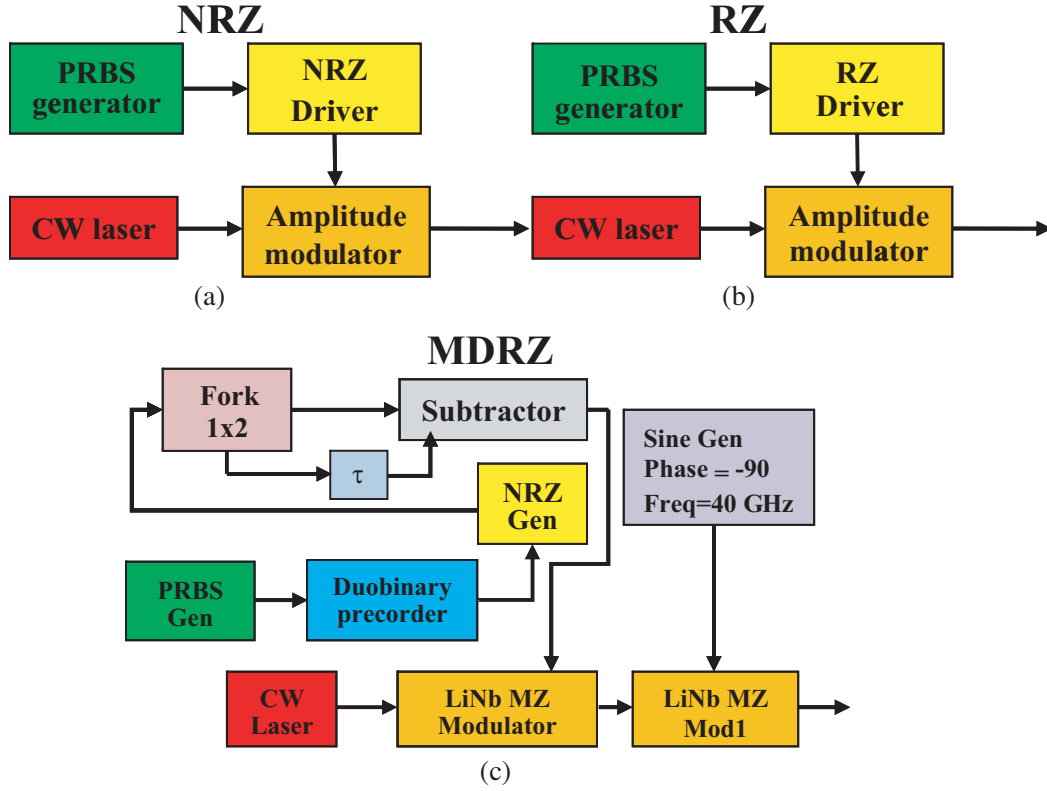 NRZ
PRBS
generator
NRZ
Driver
CW laser
Amplitude
modulator
(a)
RZ
PRBS
generator
RZ
Driver
CW laser
Amplitude
modulator
(b)
MDRZ
Fork
1x2
Subtractor
τ
NRZ
Gen
Sine Gen
Phase = -90
Freq=40 GHz
PRBS
Gen
Duobinary
precorder
CW
Laser
LiNb MZ
Modulator
LiNb MZ
Mod1
(c)